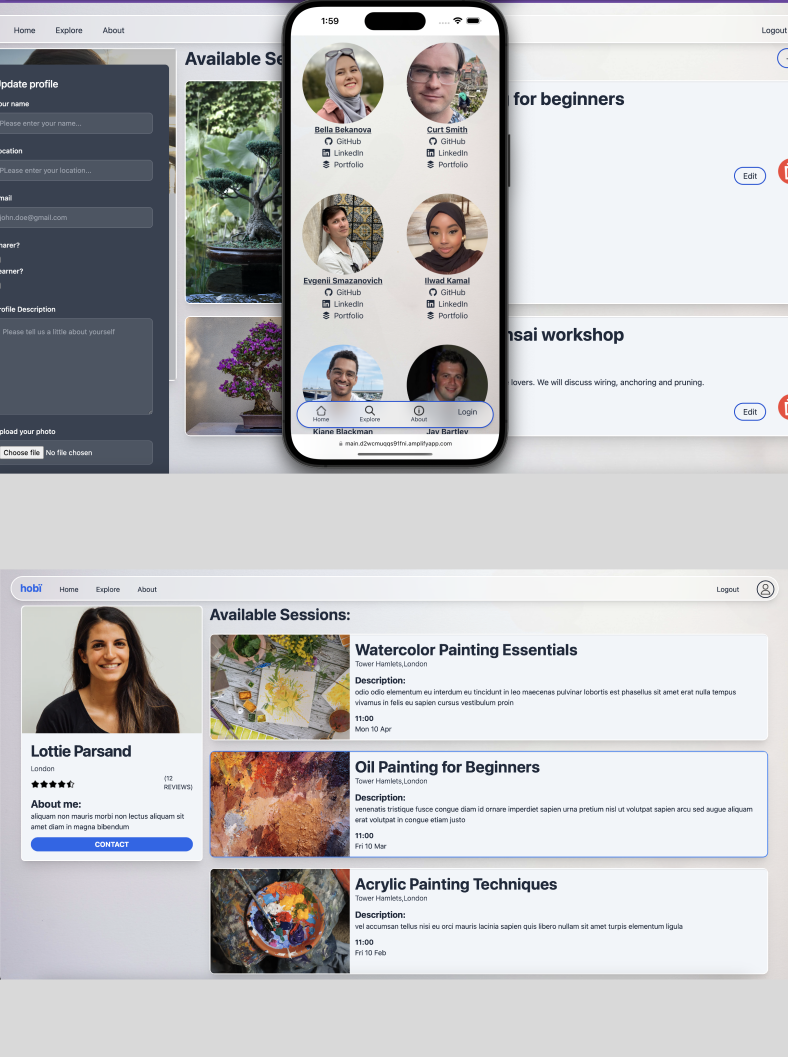 Home Explore About
Logout
Update profile
Your name
Please enter your name...
Location
PLease enter your location...
Email
john.doe@gmail.com
Sharer?
Learner?
Profile Description
Please tell us a little about yourself
Upload your photo
Choose file No file chosen
Available Se
for beginners
Edit
nsai workshop
lovers. We will discuss wiring, anchoring and pruning.
Edit
1:59
Bella Bekanova
GitHub
LinkedIn
Portfolio
Curt Smith
GitHub
LinkedIn
Portfolio
Evgenii Smazanovich
GitHub
LinkedIn
Portfolio
Ilwad Kamal
GitHub
LinkedIn
Portfolio
Home Explore About Login
Kiane Blackman
Jay Bartley
main.d2wcmuqqs91fni.amplifyapp.com
hobï Home Explore About
Logout
Lottie Parsand
London
(12 REVIEWS)
About me:
aliquam non mauris morbi non lectus aliquam sit
amet diam in magna bibendum
CONTACT
Available Sessions:
Watercolor Painting Essentials
Tower Hamlets,London
Description:
odio odio elementum eu interdum eu tincidunt in leo maecenas pulvinar lobortis est phasellus sit amet erat nulla tempus
vivamus in felis eu sapien cursus vestibulum proin
11:00
Mon 10 Apr
Oil Painting for Beginners
Tower Hamlets,London
Description:
venenatis tristique fusce congue diam id ornare imperdiet sapien urna pretium nisl ut volutpat sapien arcu sed augue aliquam
erat volutpat in congue etiam justo
11:00
Fri 10 Mar
Acrylic Painting Techniques
Tower Hamlets,London
Description:
vel accumsan tellus nisi eu orci mauris lacinia sapien quis libero nullam sit amet turpis elementum ligula
11:00
Fri 10 Feb